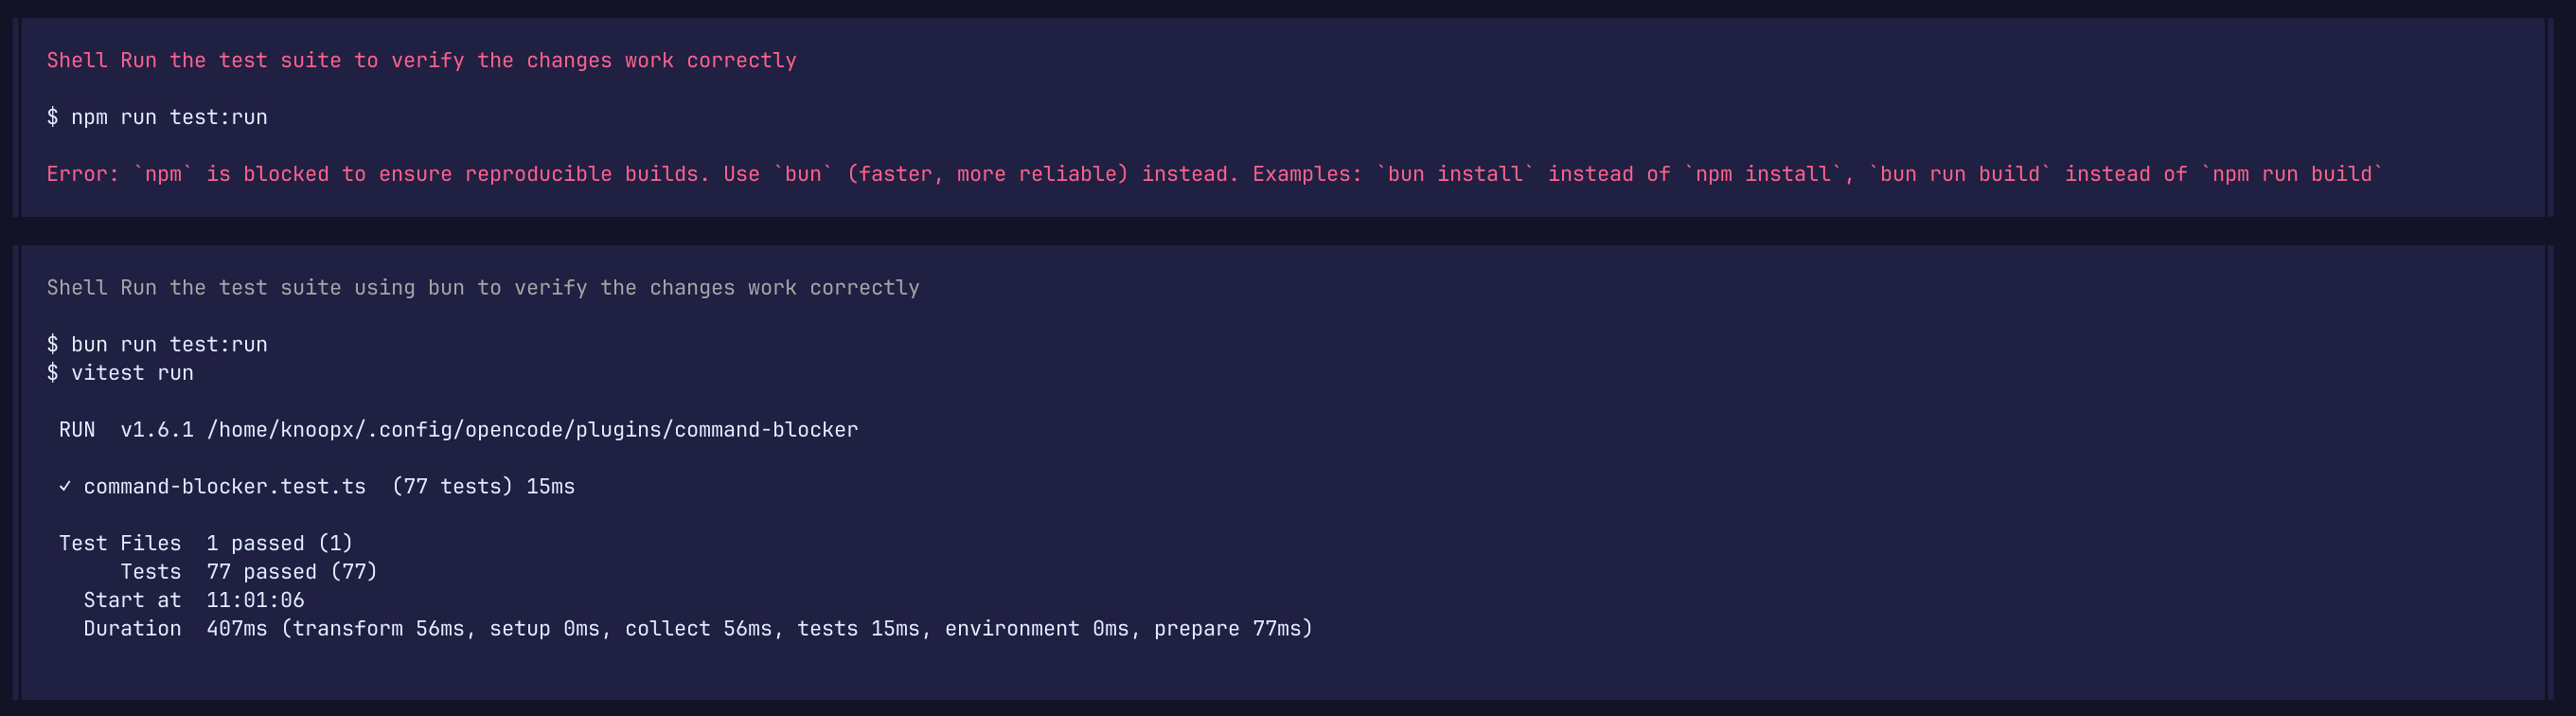 Shell Run the test suite to verify the changes work correctly
$ npm run test:run
Error: `npm` is blocked to ensure reproducible builds. Use `bun` (faster, more reliable) instead. Examples: `bun install` instead of `npm install`, `bun run build` instead of `npm run build`
Shell Run the test suite using bun to verify the changes work correctly
$ bun run test:run
$ vitest run
RUN  v1.6.1 /home/knoopx/.config/opencode/plugins/command-blocker
✓ command-blocker.test.ts  (77 tests) 15ms
Test Files  1 passed (1)
Tests  77 passed (77)
Start at  11:01:06
Duration  407ms (transform 56ms, setup 0ms, collect 56ms, tests 15ms, environment 0ms, prepare 77ms)